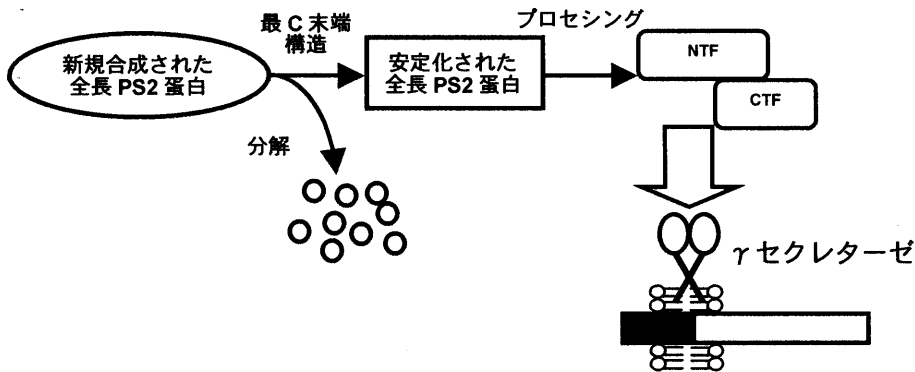 新規合成された
全長 PS2 蛋白
最 C 末端
構造
分解
安定化された
全長 PS2 蛋白
プロセシング
NTF
CTF
γセクレターゼ